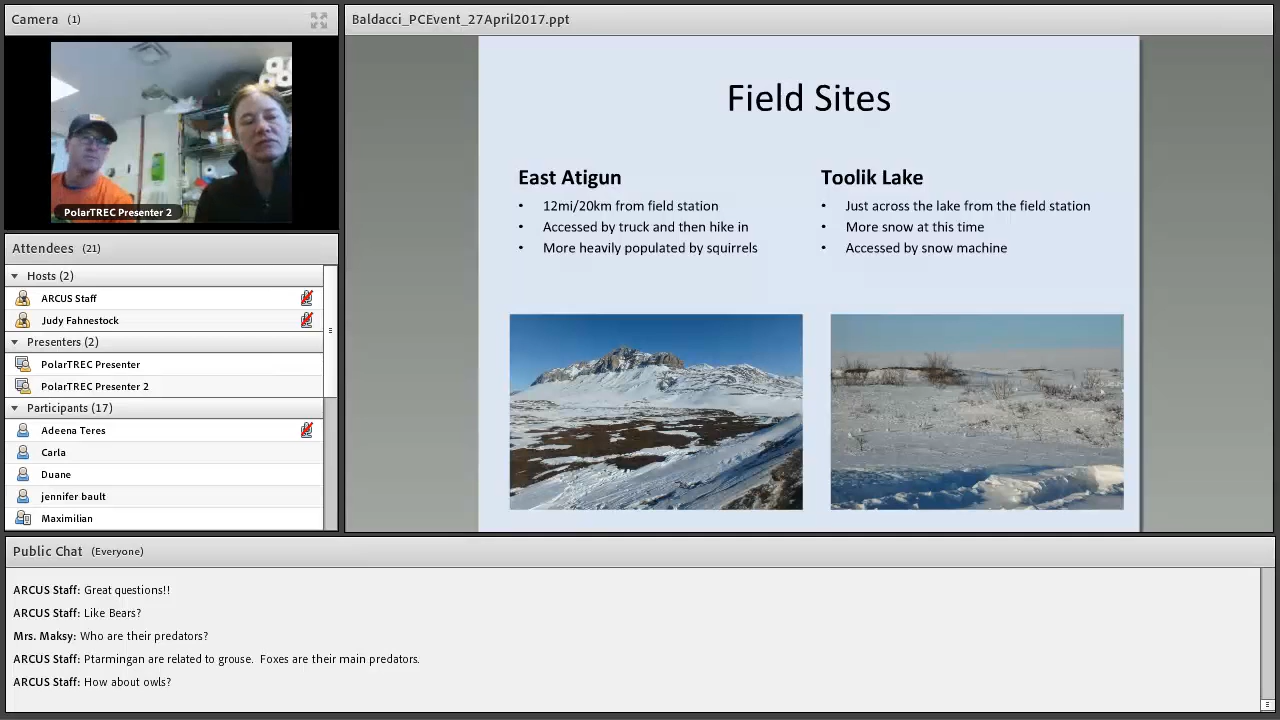 Camera (1)
PolarTREC Presenter 2
Attendees (21)
Hosts (2)
ARCUS Staff
Judy Fahnestock
Presenters (2)
PolarTREC Presenter
PolarTREC Presenter 2
Participants (17)
Adeena Teres
Carla
Duane
jennifer bault
Maximilian
Baldacci_PCEvent_27April2017.ppt
Field Sites
East Atigun
• 12mi/20km from field station
• Accessed by truck and then hike in
• More heavily populated by squirrels
Toolik Lake
• Just across the lake from the field station
• More snow at this time
• Accessed by snow machine
Public Chat (Everyone)
ARCUS Staff: Great questions!!
ARCUS Staff: Like Bears?
Mrs. Maksy: Who are their predators?
ARCUS Staff: Ptarmingan are related to grouse. Foxes are their main predators.
ARCUS Staff: How about owls?